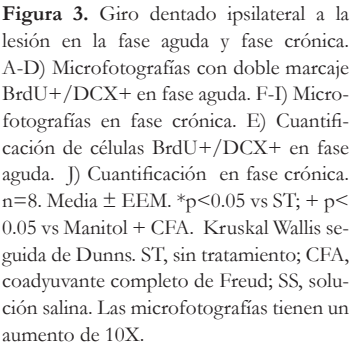 Figura 3. Giro dentado ipsilateral a la
lesión en la fase aguda y fase crónica.
A-D) Microfotografías con doble marcaje
BrdU+/DCX+ en fase aguda. F-I) Micro-
fotografías en fase crónica. E) Cuantifi-
cación de células BrdU+/DCX+ en fase
aguda. J) Cuantificación en fase crónica.
n=8. Media ± EEM. *p<0.05 vs ST; + p<
0.05 vs Manitol + CFA. Kruskal Wallis se-
guida de Dunns. ST, sin tratamiento; CFA,
coadyuvante completo de Freud; SS, solu-
ción salina. Las microfotografías tienen un
aumento de 10X.